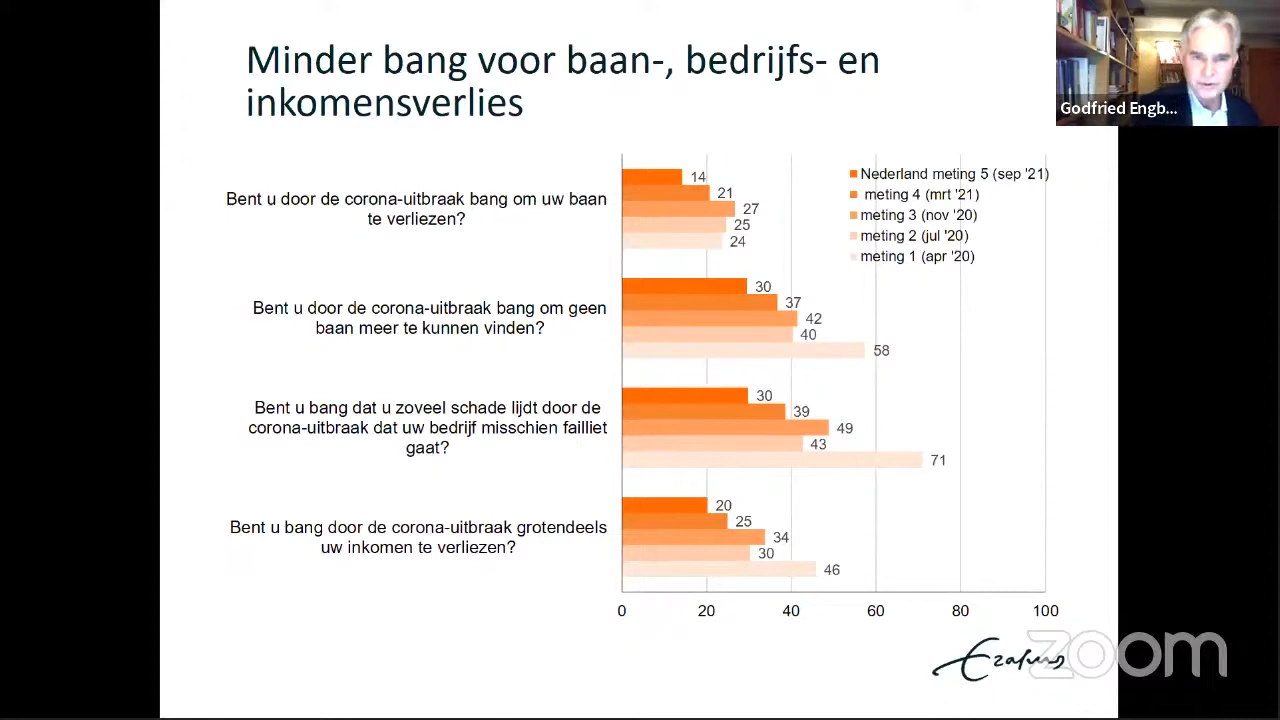 Minder bang voor baan-, bedrijfs- en
inkomensverlies
Godfried Engb...
Nederland meting 5 (sep '21)
meting 4 (mrt '21)
meting 3 (nov '20)
meting 2 (jul '20)
meting 1 (apr '20)
Bent u door de corona-uitbraak bang om uw baan
te verliezen?
14
21
27
25
24
Bent u door de corona-uitbraak bang om geen
baan meer te kunnen vinden?
30
37
42
40
58
Bent u bang dat u zoveel schade lijdt door de
corona-uitbraak dat uw bedrijf misschien failliet
gaat?
30
39
49
43
71
Bent u bang door de corona-uitbraak grotendeels
uw inkomen te verliezen?
20
25
34
30
46
0 20 40 60 80 100
Erasmus
zoom